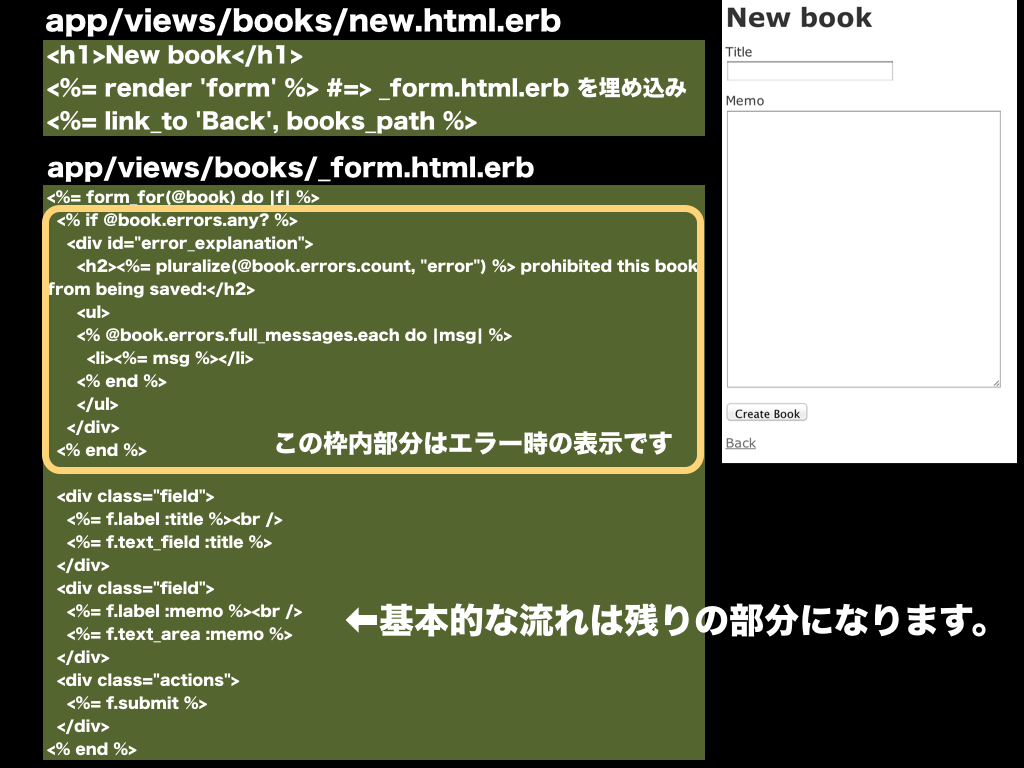 app/views/books/new.html.erb
<h1>New book</h1>
<%= render 'form' %> #=> _form.html.erb を埋め込み
<%= link_to 'Back', books_path %>
app/views/books/_form.html.erb
<%= form_for(@book) do |f| %>
<% if @book.errors.any? %>
<div id="error_explanation">
<h2><%= pluralize(@book.errors.count, "error") %> prohibited this book
from being saved:</h2>
<ul>
<% @book.errors.full_messages.each do |msg| %>
<li><%= msg %></li>
<% end %>
</ul>
</div>
<% end %>
この枠内部分はエラー時の表示です
<div class="field">
<%= f.label :title %><br />
<%= f.text_field :title %>
</div>
<div class="field">
<%= f.label :memo %><br />
<%= f.text_area :memo %>
</div>
<div class="actions">
<%= f.submit %>
</div>
<% end %>
←基本的な流れは残りの部分になります。
New book
Title
Memo
Create Book
Back